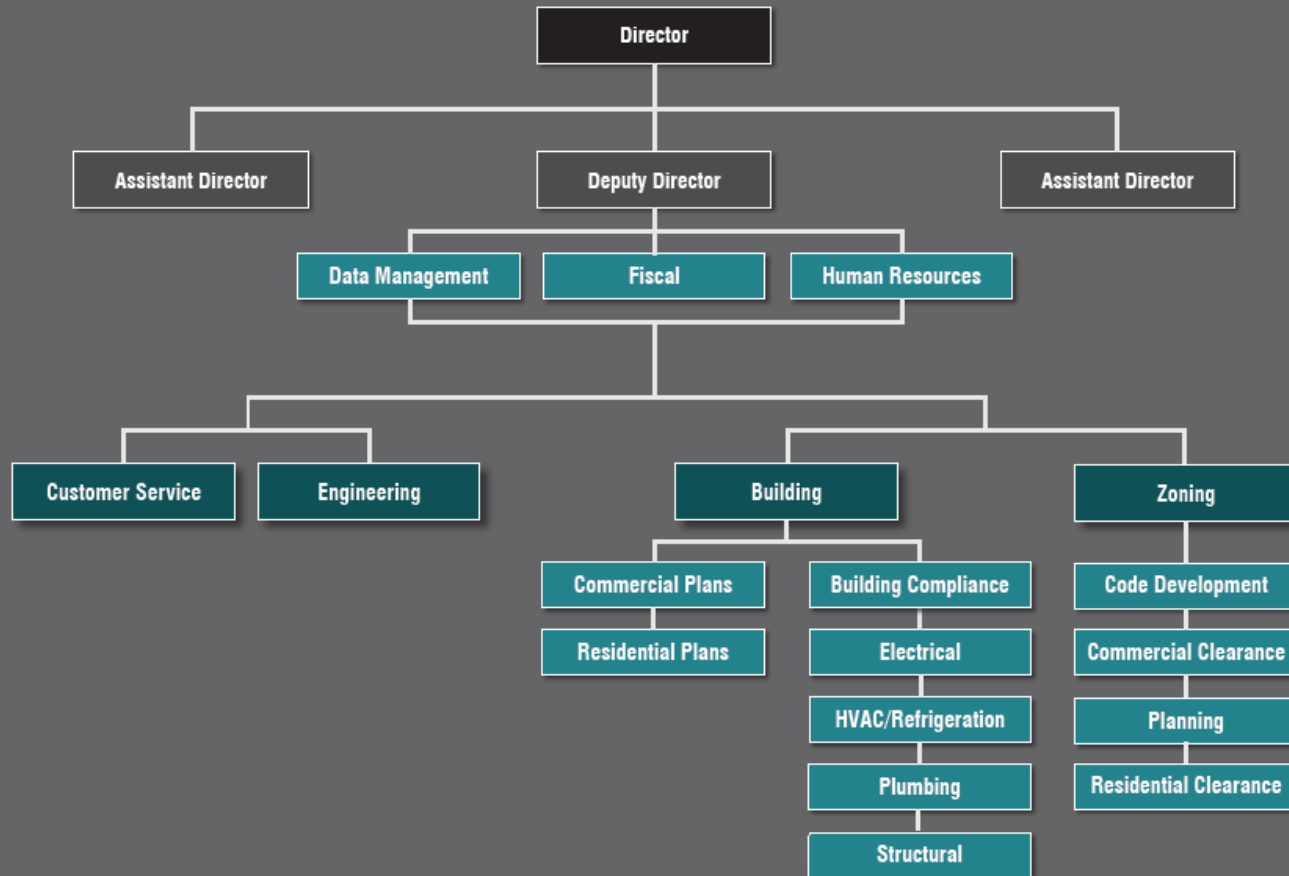 Director
Assistant Director
Deputy Director
Assistant Director
Data Management
Fiscal
Human Resources
Customer Service
Engineering
Building
Zoning
Commercial Plans
Building Compliance
Code Development
Residential Plans
Electrical
Commercial Clearance
HVAC/Refrigeration
Planning
Plumbing
Residential Clearance
Structural